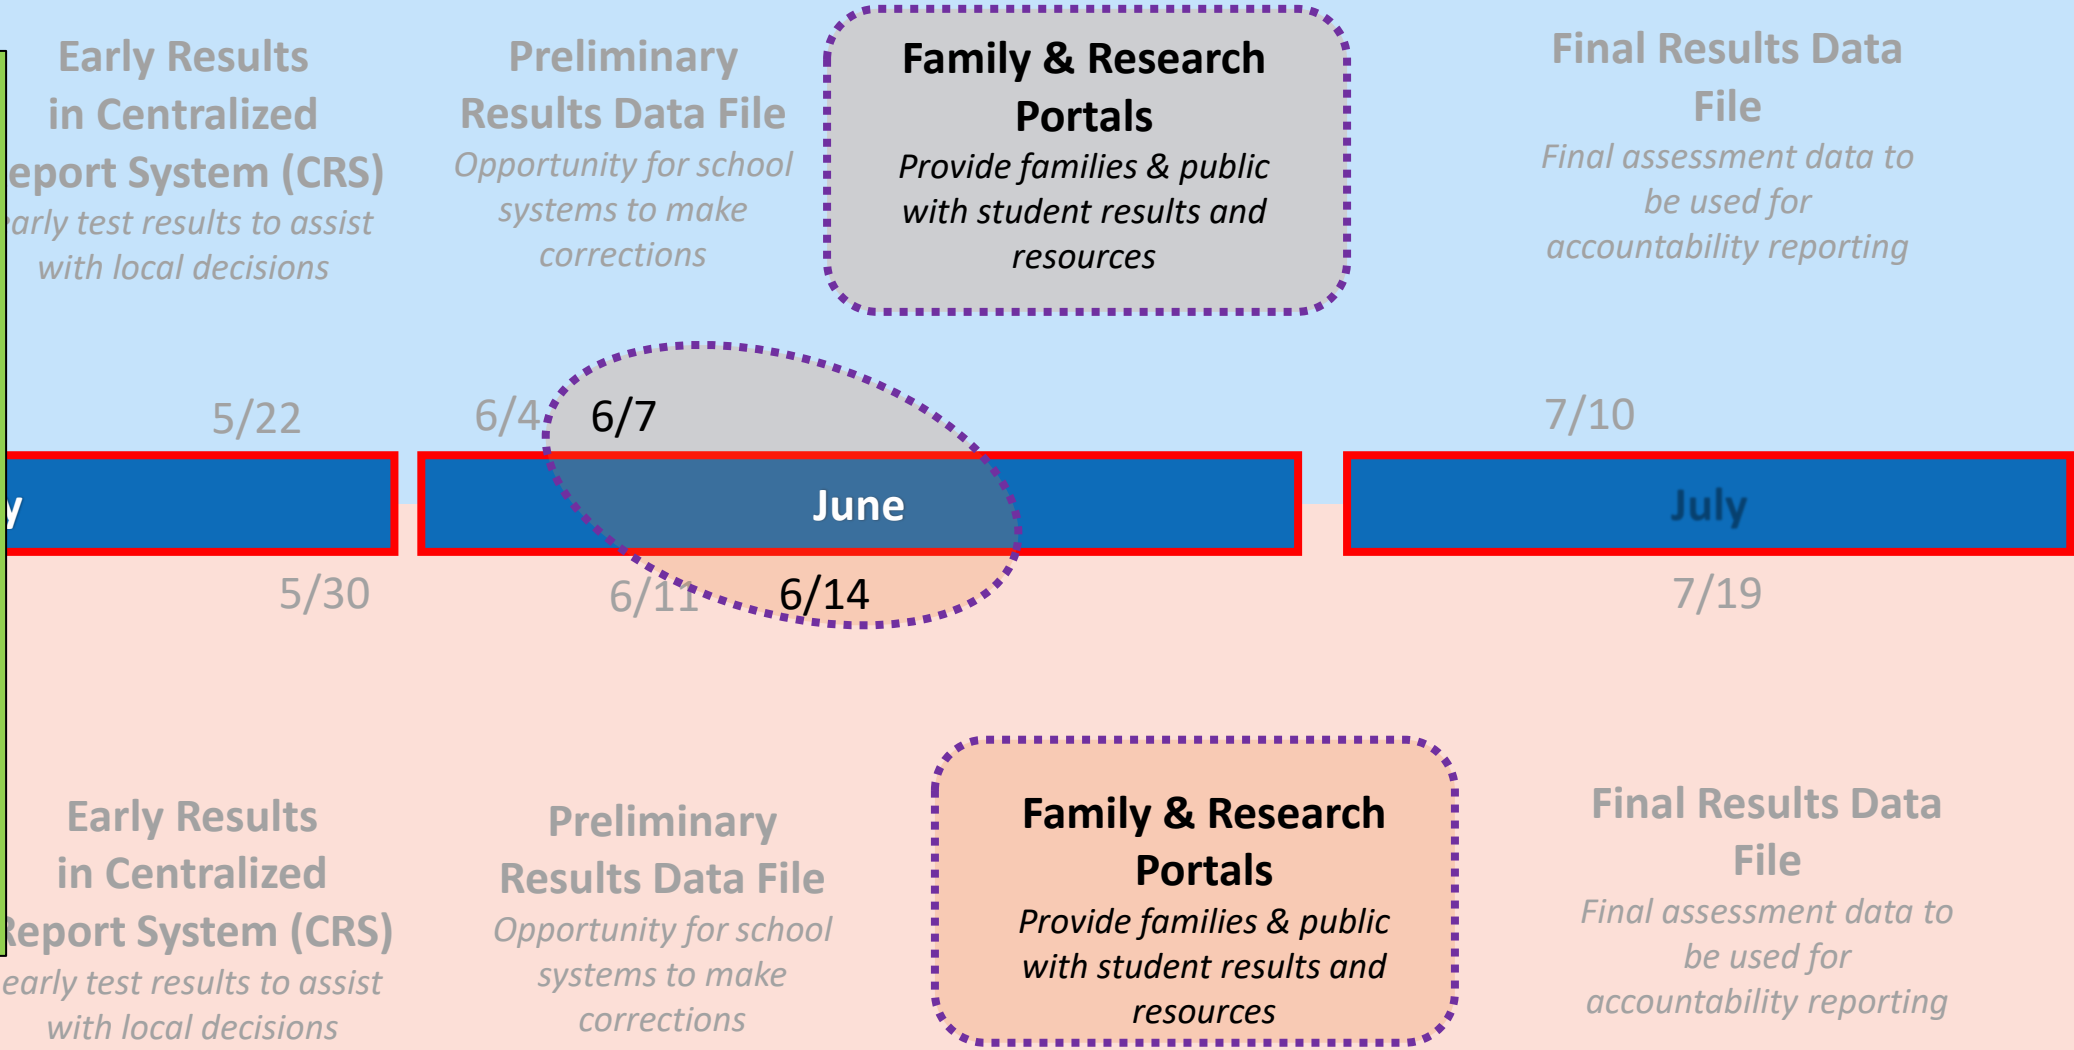 Early Results
in Centralized
eport System (CRS)
early test results to assist
with local decisions
Preliminary
Results Data File
Opportunity for school
systems to make
corrections
Family & Research
Portals
Provide families & public
with student results and
resources
Final Results Data
File
Final assessment data to
be used for
accountability reporting
5/22
6/4
6/7
7/10
y
June
July
5/30
6/11
6/14
7/19
Early Results
in Centralized
Report System (CRS)
early test results to assist
with local decisions
Preliminary
Results Data File
Opportunity for school
systems to make
corrections
Family & Research
Portals
Provide families & public
with student results and
resources
Final Results Data
File
Final assessment data to
be used for
accountability reporting